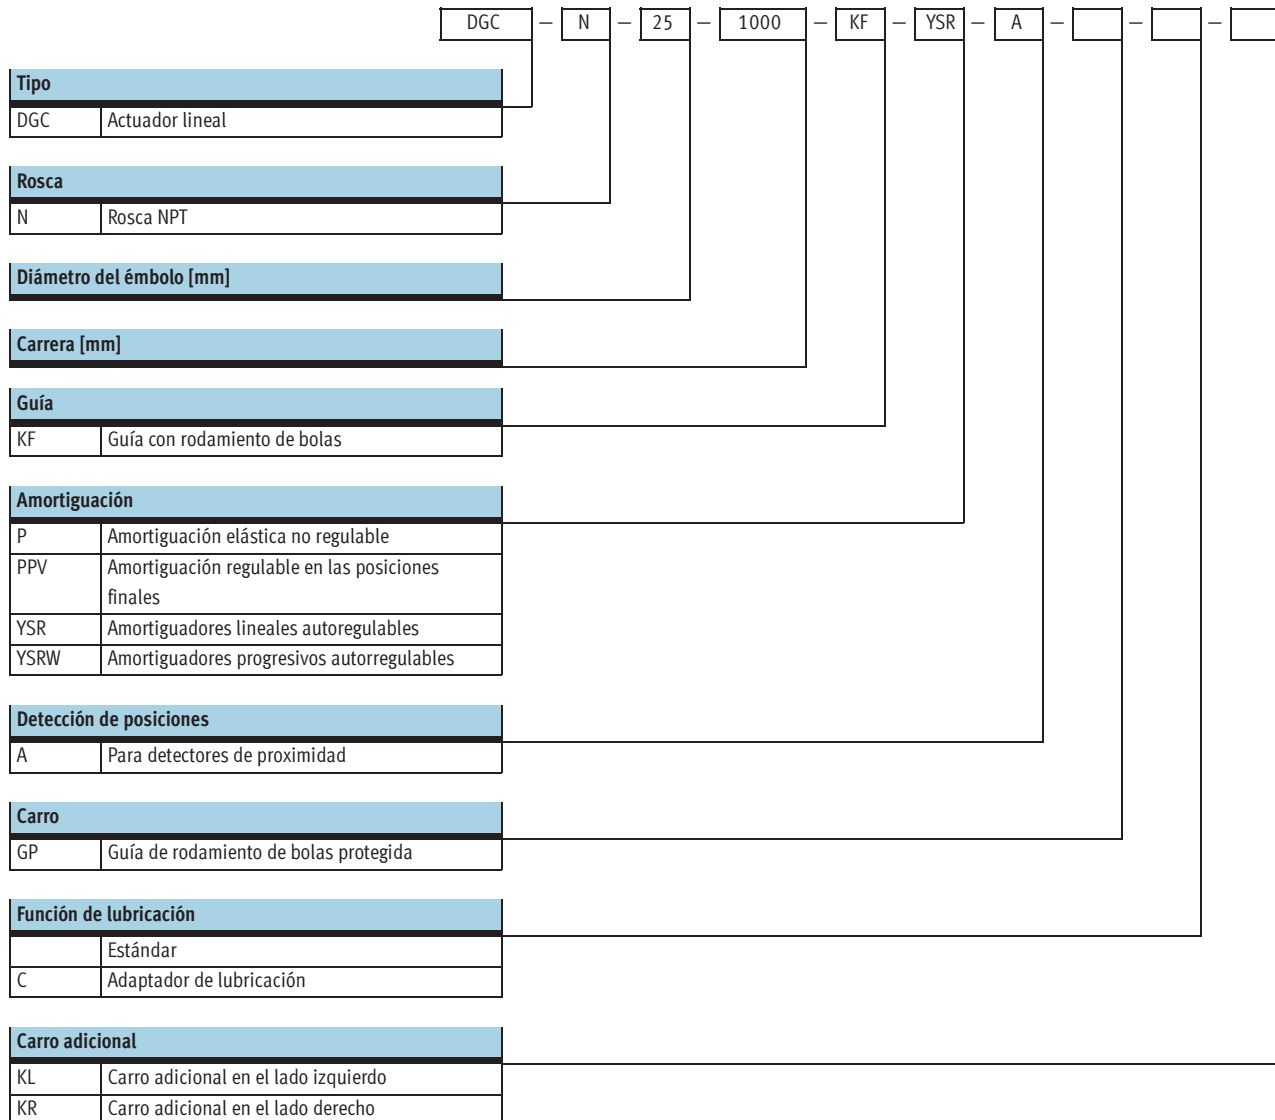 DGC – N – 25 – 1000 – KF – YSR – A – – –
Tipo
DGC Actuador lineal
Rosca
N Rosca NPT
Diámetro del émbolo [mm]
Carrera [mm]
Guía
KF Guía con rodamiento de bolas
Amortiguación
P Amortiguación elástica no regulable
PPV Amortiguación regulable en las posiciones
finales
YSR Amortiguadores lineales autoregulables
YSRW Amortiguadores progresivos autorregulables
Detección de posiciones
A Para detectores de proximidad
Carro
GP Guía de rodamiento de bolas protegida
Función de lubricación
Estándar
C Adaptador de lubricación
Carro adicional
KL Carro adicional en el lado izquierdo
KR Carro adicional en el lado derecho